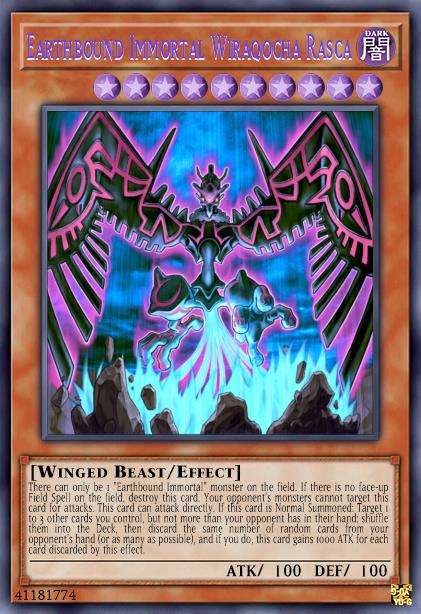 Earthbound Immortal Wiraqocha Rasca
DARK
闇
[Winged Beast/Effect]
There can only be 1 "Earthbound Immortal" monster on the field. If there is no face-up
Field Spell on the field, destroy this card. Your opponent's monsters cannot target this
card for attacks. This card can attack directly. If this card is Normal Summoned: Target 1
to 3 other cards you control, but not more than your opponent has in their hand; shuffle
them into the Deck, then discard the same number of random cards from your
opponent's hand (or as many as possible), and if you do, this card gains 1000 ATK for each
card discarded by this effect.
ATK/ 100 DEF/ 100
41181774